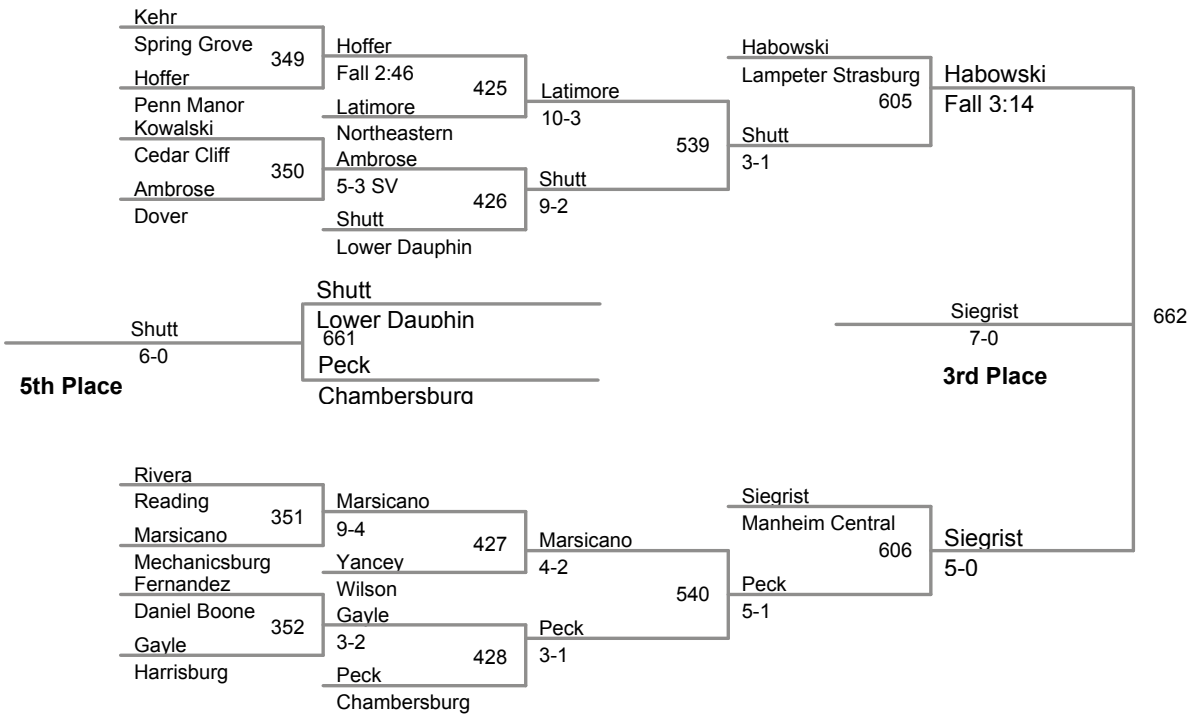 Kehr
Spring Grove
349
Hoffer
Penn Manor
Kowalski
Cedar Cliff
350
Ambrose
Dover
Hoffer
Fall 2:46
425
Latimore
Northeastern
Ambrose
5-3 SV
426
Shutt
Lower Dauphin
Latimore
10-3
539
Shutt
9-2
Habowski
Lampeter Strasburg
605
Shutt
3-1
Habowski
Fall 3:14
Shutt
Lower Dauphin
661
Peck
Chambersburg
Shutt
6-0
5th Place
Siegrist
7-0
3rd Place
662
Rivera
Reading
351
Marsicano
Mechanicsburg
Fernandez
Daniel Boone
352
Gayle
Harrisburg
Marsicano
9-4
427
Yancey
Wilson
Gayle
3-2
428
Peck
Chambersburg
Marsicano
4-2
540
Peck
3-1
Siegrist
Manheim Central
606
Peck
5-1
Siegrist
5-0